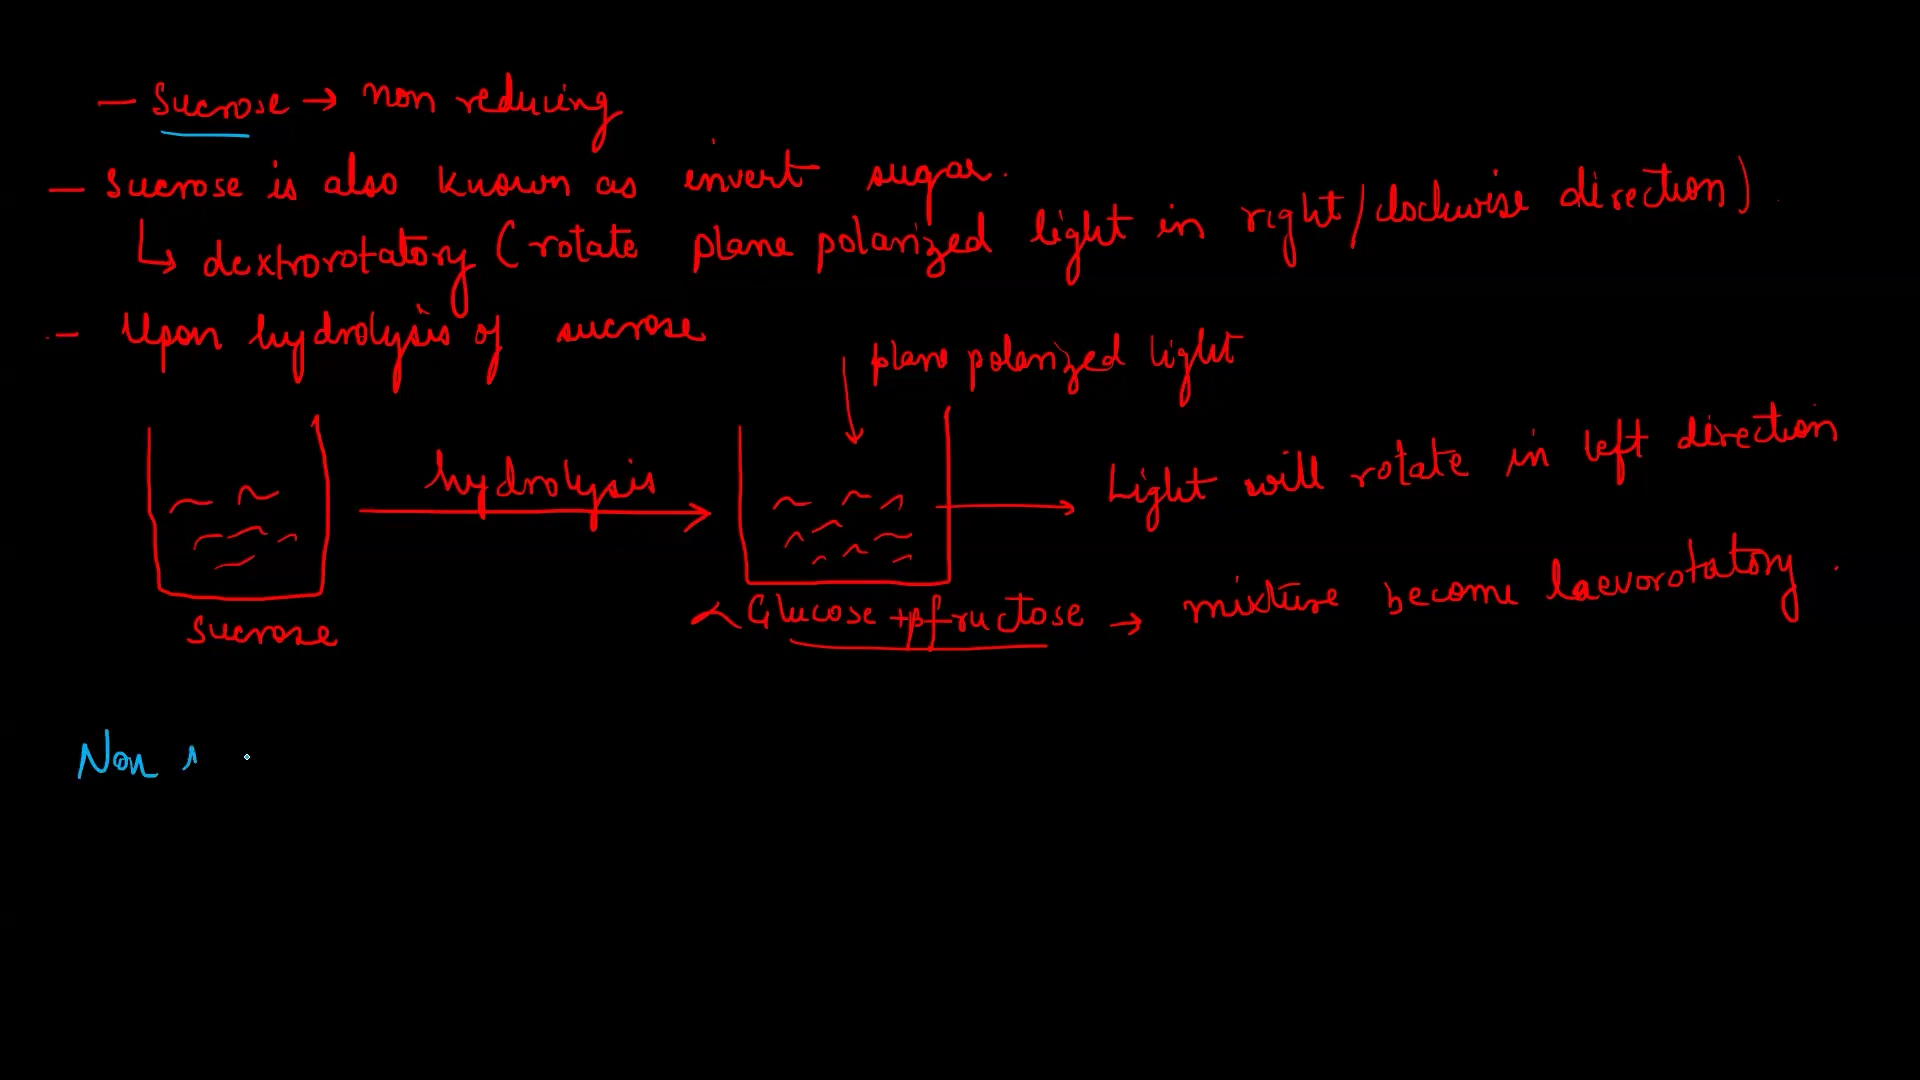 — Sucrose → non reducing
— Sucrose is also known as invert sugar.
↳ dextrorotatory (rotate plane polarized light in right/clockwise direction)
- Upon hydrolysis of sucrose
plane polarized light
hydrolysis
Light will rotate in left direction
Sucrose
α Glucose + β fructose → mixture become laevorotatory.
Non